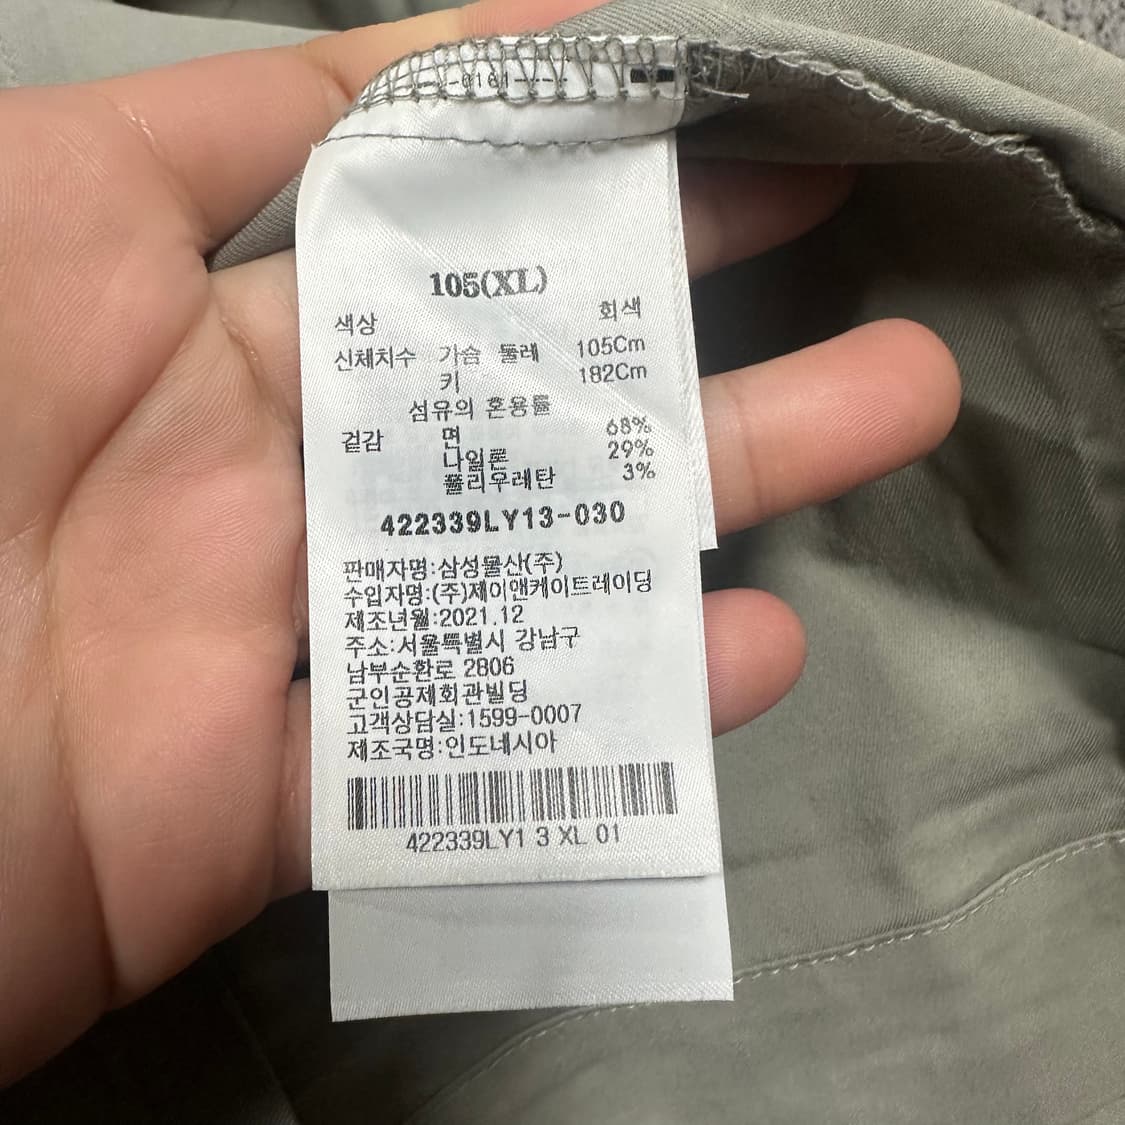 -0161----
105(XL)
색상 회색
신체치수 가슴 둘레 105Cm
키 182Cm
섬유의 혼용률
겉감 면 68%
나일론 29%
폴리우레탄 3%
422339LY13-030
판매자명:삼성물산(주)
수입자명:(주)제이앤케이트레이딩
제조년월:2021.12
주소:서울특별시 강남구
남부순환로 2806
군인공제회관빌딩
고객상담실:1599-0007
제조국명:인도네시아
422339LY1 3 XL 01